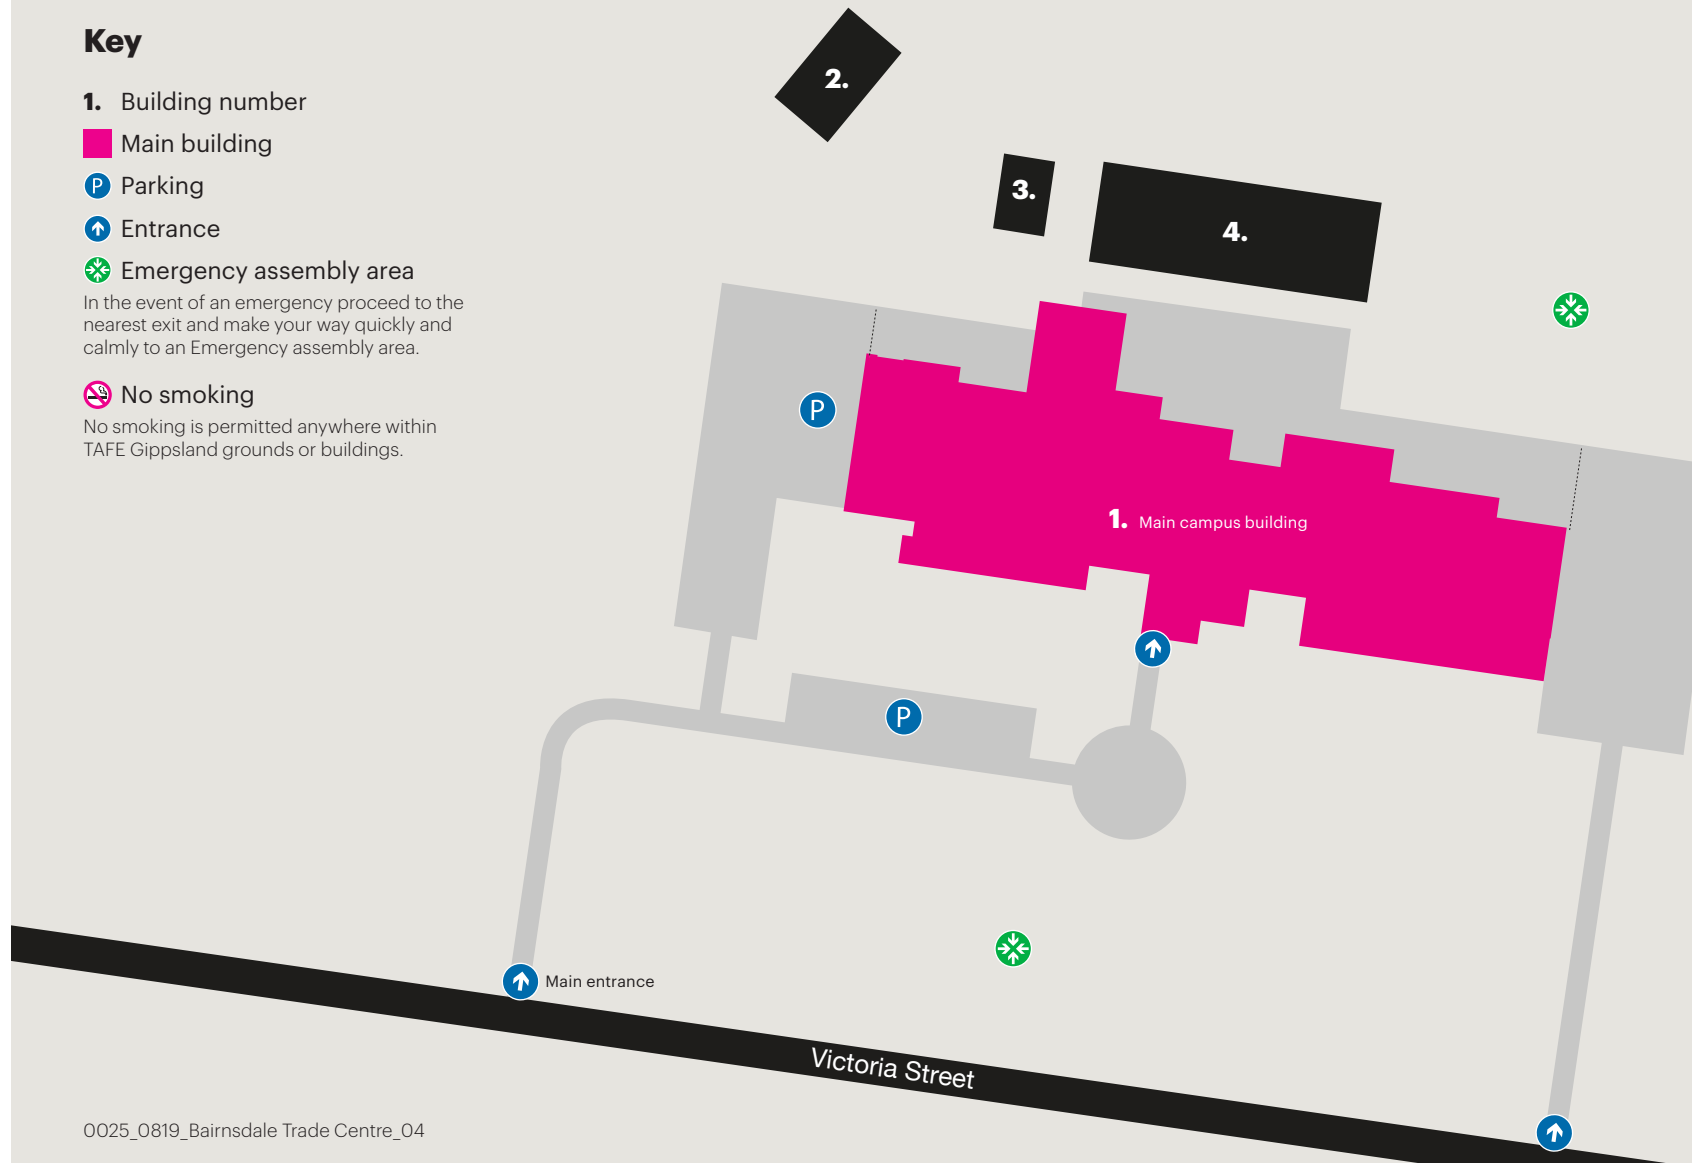 Key
1. Building number
Main building
P Parking
Entrance
Emergency assembly area
In the event of an emergency proceed to the
nearest exit and make your way quickly and
calmly to an Emergency assembly area.
No smoking
No smoking is permitted anywhere within
TAFE Gippsland grounds or buildings.
2.
3.
4.
P
1. Main campus building
P
Main entrance
Victoria Street
0025_0819_Bairnsdale Trade Centre_04